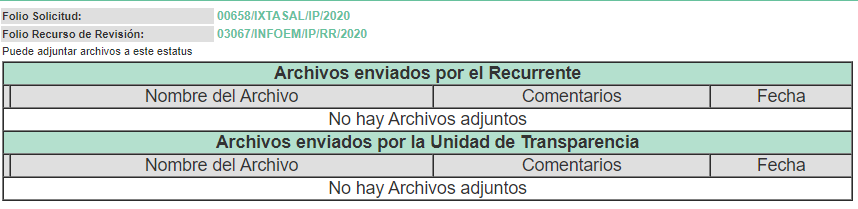 Folio Solicitud: 00658/IXTASAL/IP/2020
Folio Recurso de Revisión: 03067/INFOEM/IP/RR/2020
Puede adjuntar archivos a este estatus
Archivos enviados por el Recurrente
Nombre del Archivo Comentarios Fecha
No hay Archivos adjuntos
Archivos enviados por la Unidad de Transparencia
Nombre del Archivo Comentarios Fecha
No hay Archivos adjuntos